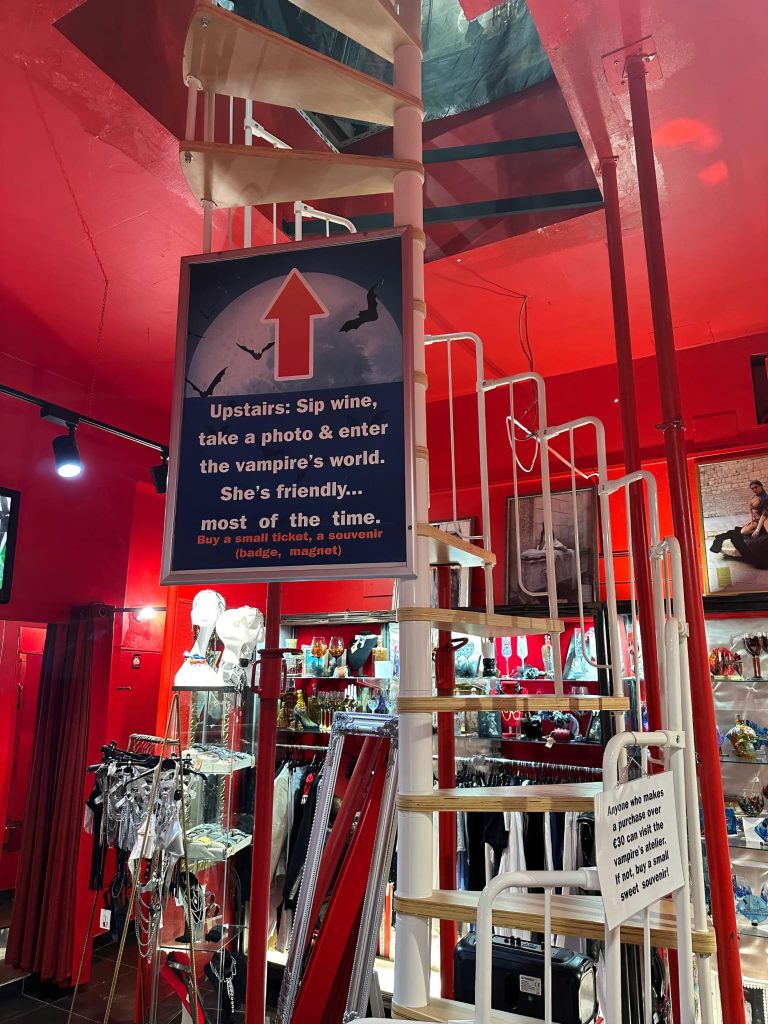 Upstairs: Sip wine,
take a photo & enter
the vampire's world.
She's friendly...
most of the time.
Buy a small ticket, a souvenir
(badge, magnet)
Anyone who makes
a purchase over
€30 can visit the
vampire's atelier.
If not, buy a small
sweet souvenir!